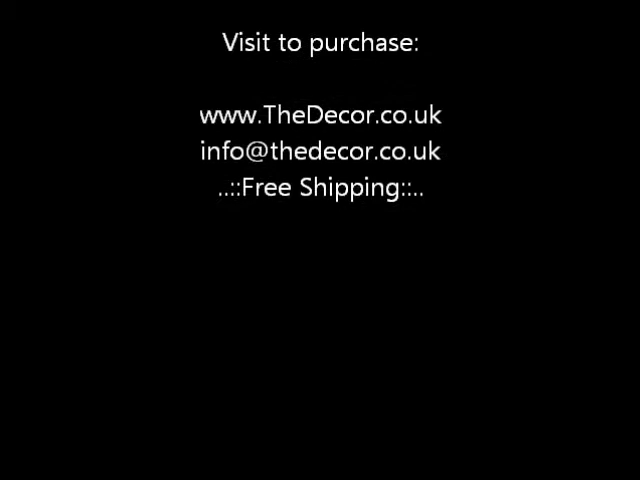 Visit to purchase:
www.TheDecor.co.uk
info@thedecor.co.uk
..::Free Shipping::..